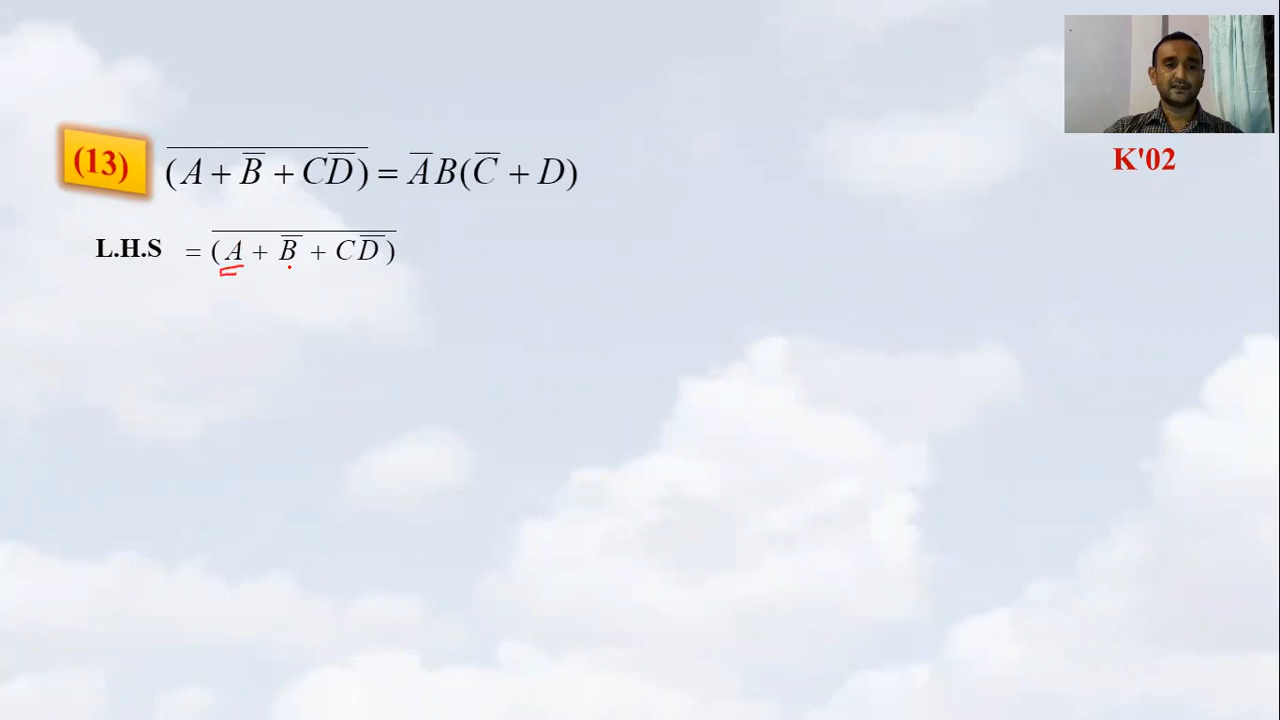 (13) $\overline{(A + \overline{B} + C\overline{D})} = \overline{A}B(\overline{C} + D)$
K'02
L.H.S $= \overline{(A + \overline{B} + C\overline{D})}$